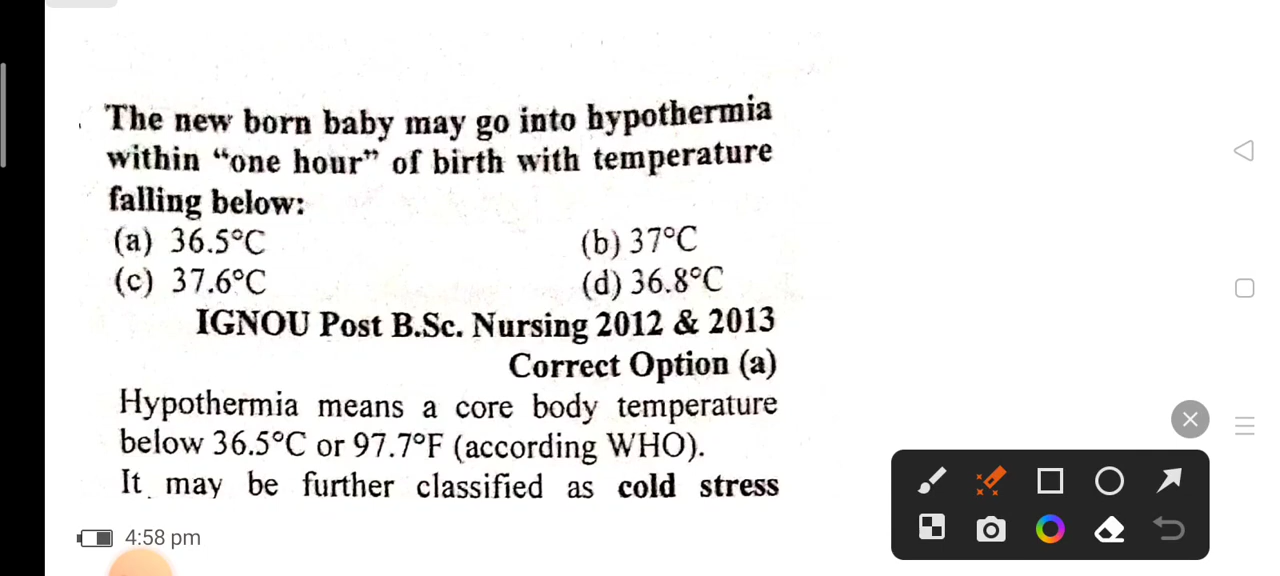 The new born baby may go into hypothermia
within “one hour” of birth with temperature
falling below:
(a) 36.5°C (b) 37°C
(c) 37.6°C (d) 36.8°C
IGNOU Post B.Sc. Nursing 2012 & 2013
Correct Option (a)
Hypothermia means a core body temperature
below 36.5°C or 97.7°F (according WHO).
It may be further classified as cold stress
4:58 pm